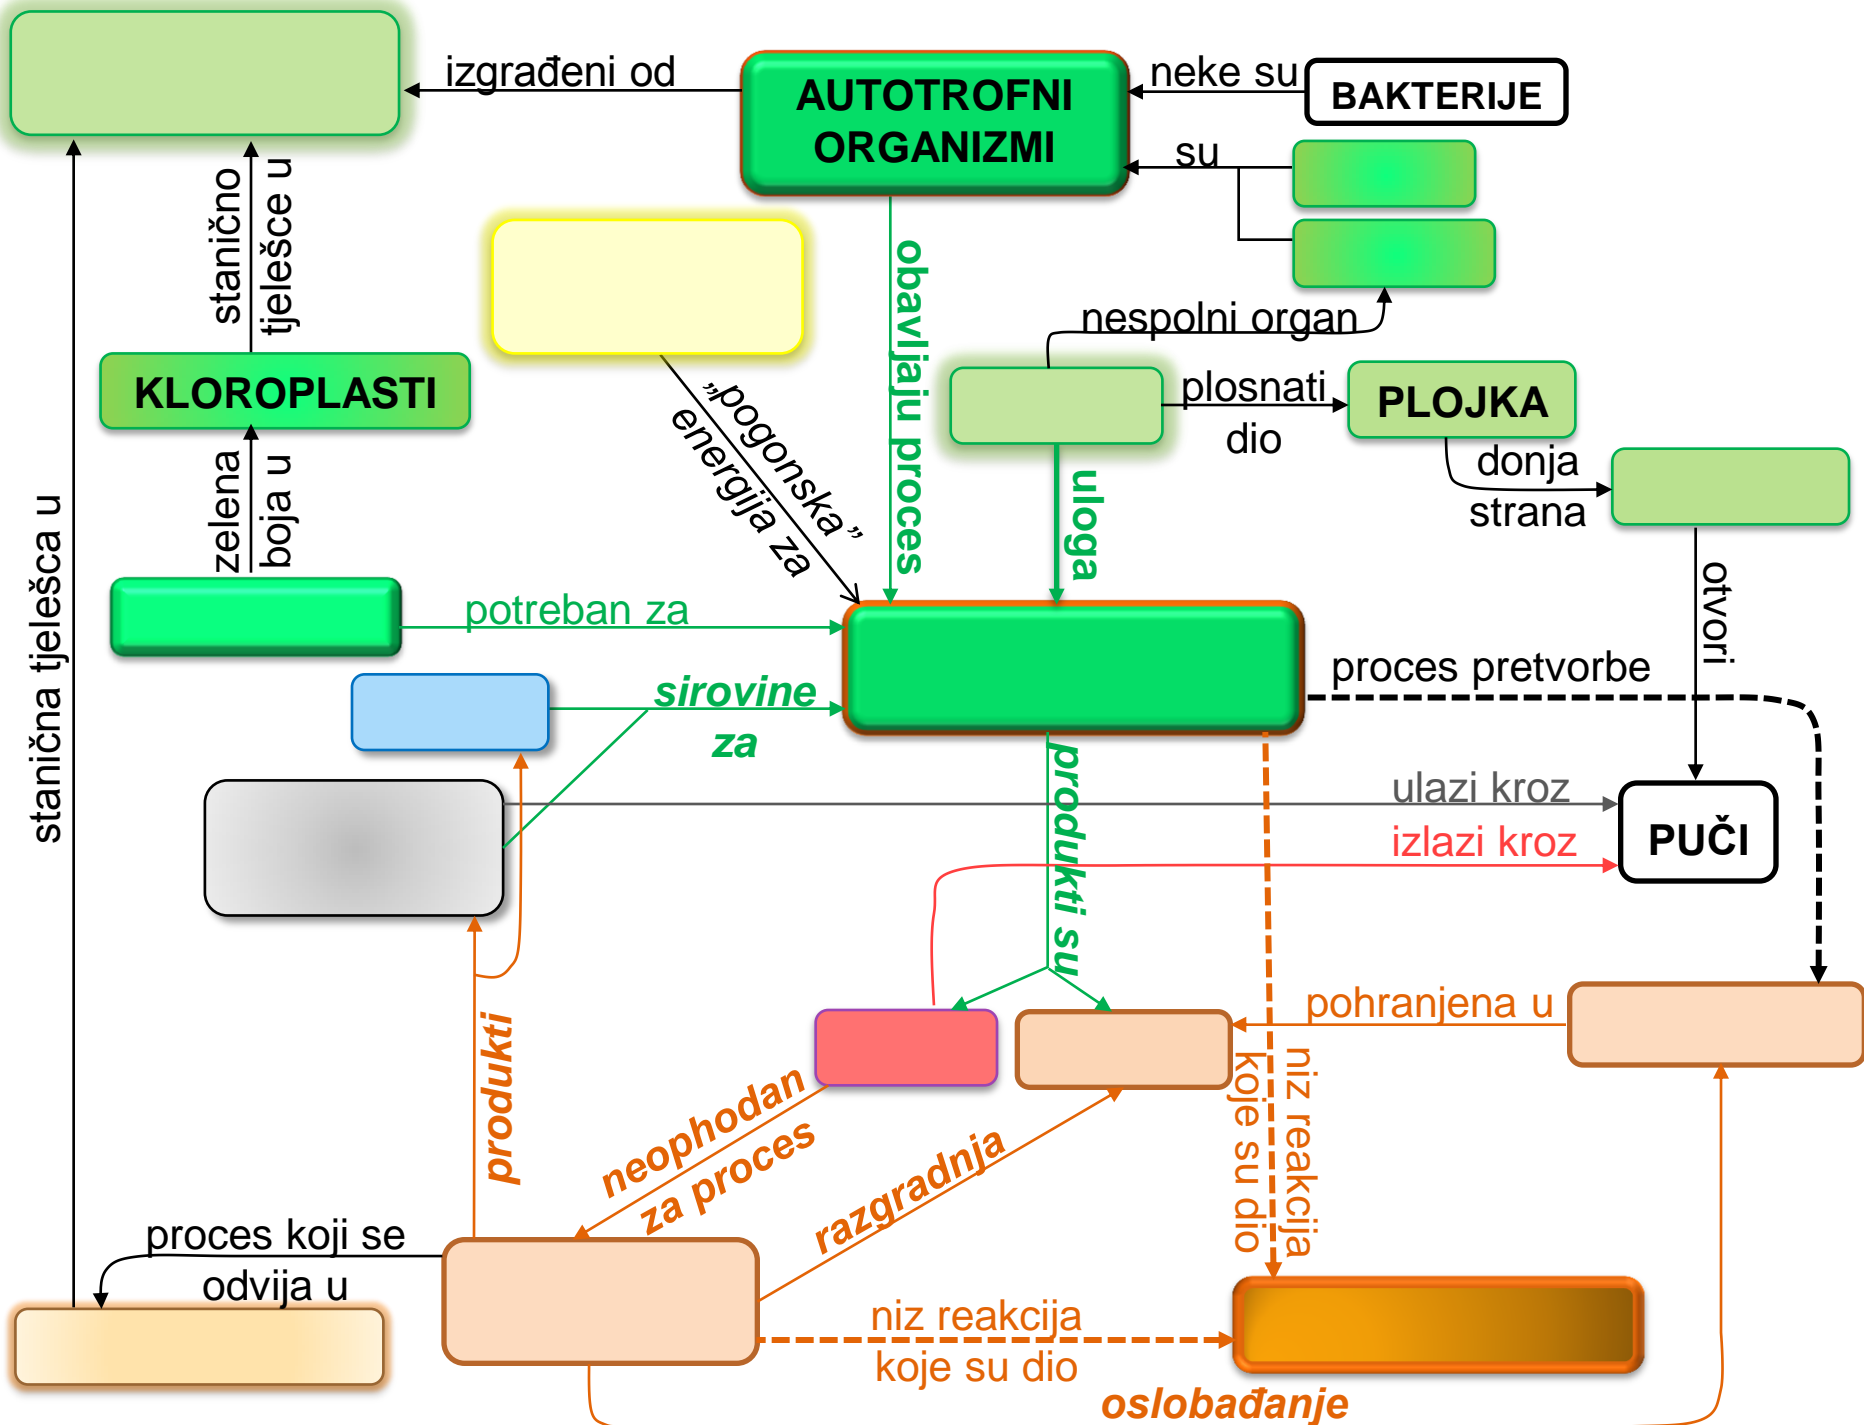 izgrađeni od
AUTOTROFNI
ORGANIZMI
neke su
BAKTERIJE
su
stanično
tjelešce u
obavljaju proces
nespolni organ
KLOROPLASTI
„pogonska”
energija za
plosnati
dio
PLOJKA
donja
strana
uloga
zelena
boja u
stanična tjelešca u
otvori
potreban za
sirovine
za
proces pretvorbe
produkti su
ulazi kroz
izlazi kroz
PUČI
pohranjena u
produkti
neophodan
za proces
razgradnja
niz reakcija
koje su dio
proces koji se
odvija u
niz reakcija
koje su dio
oslobađanje